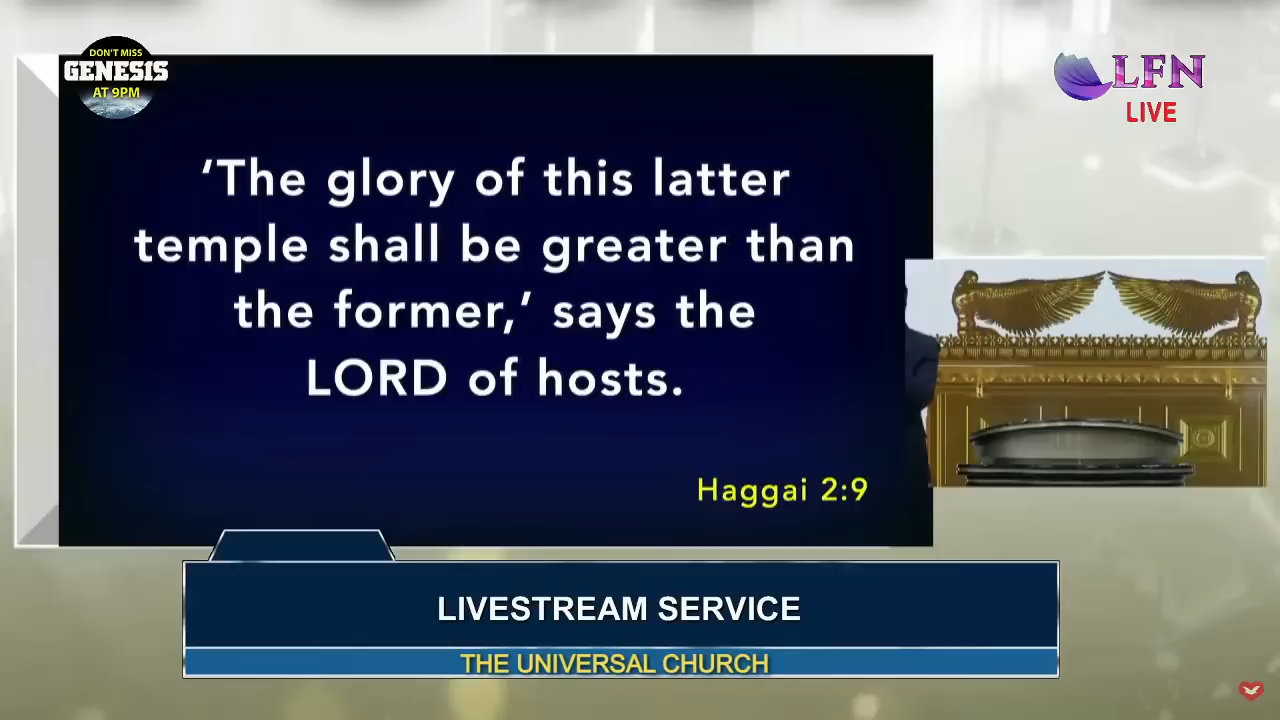 DON'T MISS
GENESIS
AT 9PM
LFN
LIVE
‘The glory of this latter
temple shall be greater than
the former,’ says the
LORD of hosts.
Haggai 2:9
LIVESTREAM SERVICE
THE UNIVERSAL CHURCH